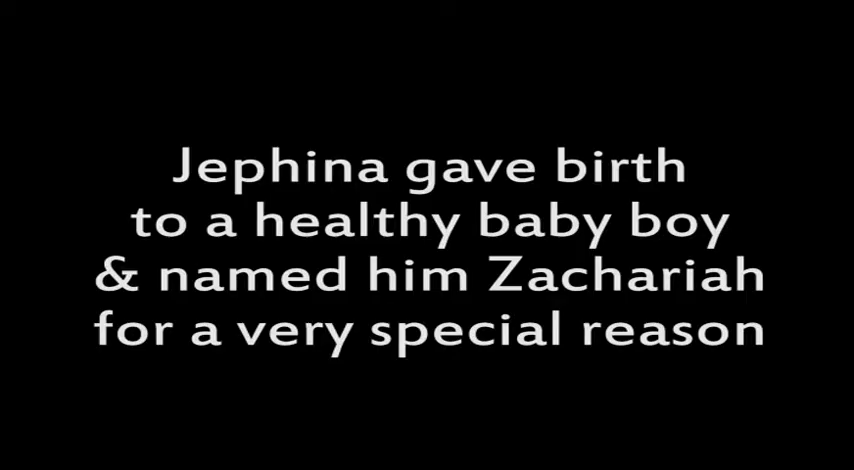 Jephina gave birth
to a healthy baby boy
& named him Zachariah
for a very special reason